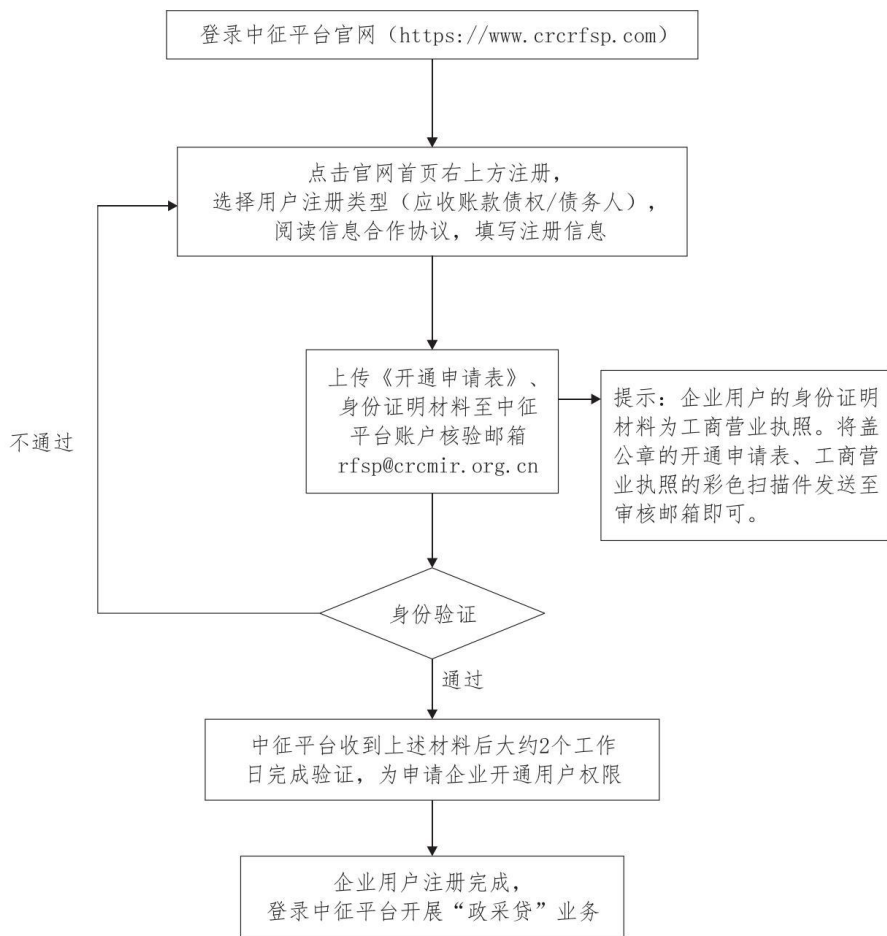 登录中征平台官网（https://www.crcrfsp.com）
点击官网首页右上方注册，
选择用户注册类型（应收账款债权/债务人），
阅读信息合作协议，填写注册信息
上传《开通申请表》、
身份证明材料至中征
平台账户核验邮箱
rfsp@crcmir.org.cn
提示：企业用户的身份证明
材料为工商营业执照。将盖
公章的开通申请表、工商营
业执照的彩色扫描件发送至
审核邮箱即可。
不通过
身份验证
通过
中征平台收到上述材料后大约2个工作
日完成验证，为申请企业开通用户权限
企业用户注册完成，
登录中征平台开展“政采贷”业务